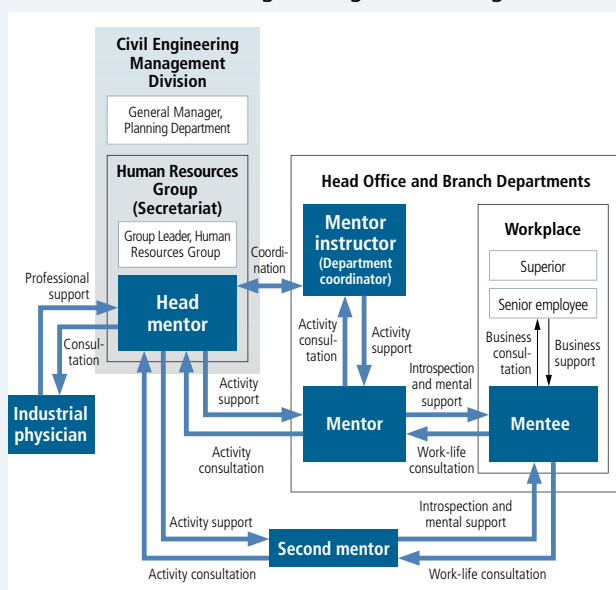 Civil Engineering
Management
Division
General Manager,
Planning Department
Human Resources
Group
(Secretariat)
Group Leader, Human
Resources Group
Head
mentor
Professional
support
Consul-
tation
Industrial
physician
Coordi-
nation
Head Office and Branch Departments
Mentor
instructor
(Department
coordinator)
Workplace
Superior
Senior employee
Activity
consul-
tation
Activity
support
Business
consul-
tation
Business
support
Introspection
and mental
support
Activity
support
Mentor
Mentee
Activity
consultation
Work-life
consultation
Activity support
Second mentor
Introspection and
mental support
Activity consultation
Work-life consultation